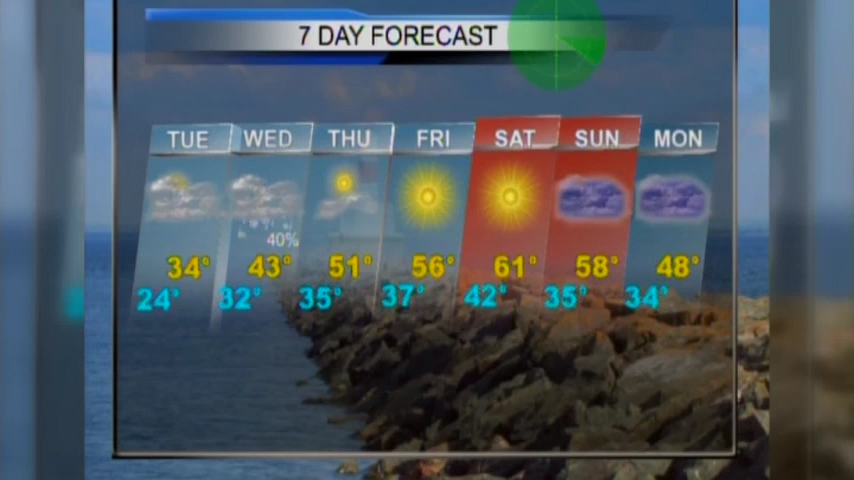 7 DAY FORECAST
TUE WED THU FRI SAT SUN MON
40%
34° 43° 51° 56° 61° 58° 48°
24° 32° 35° 37° 42° 35° 34°